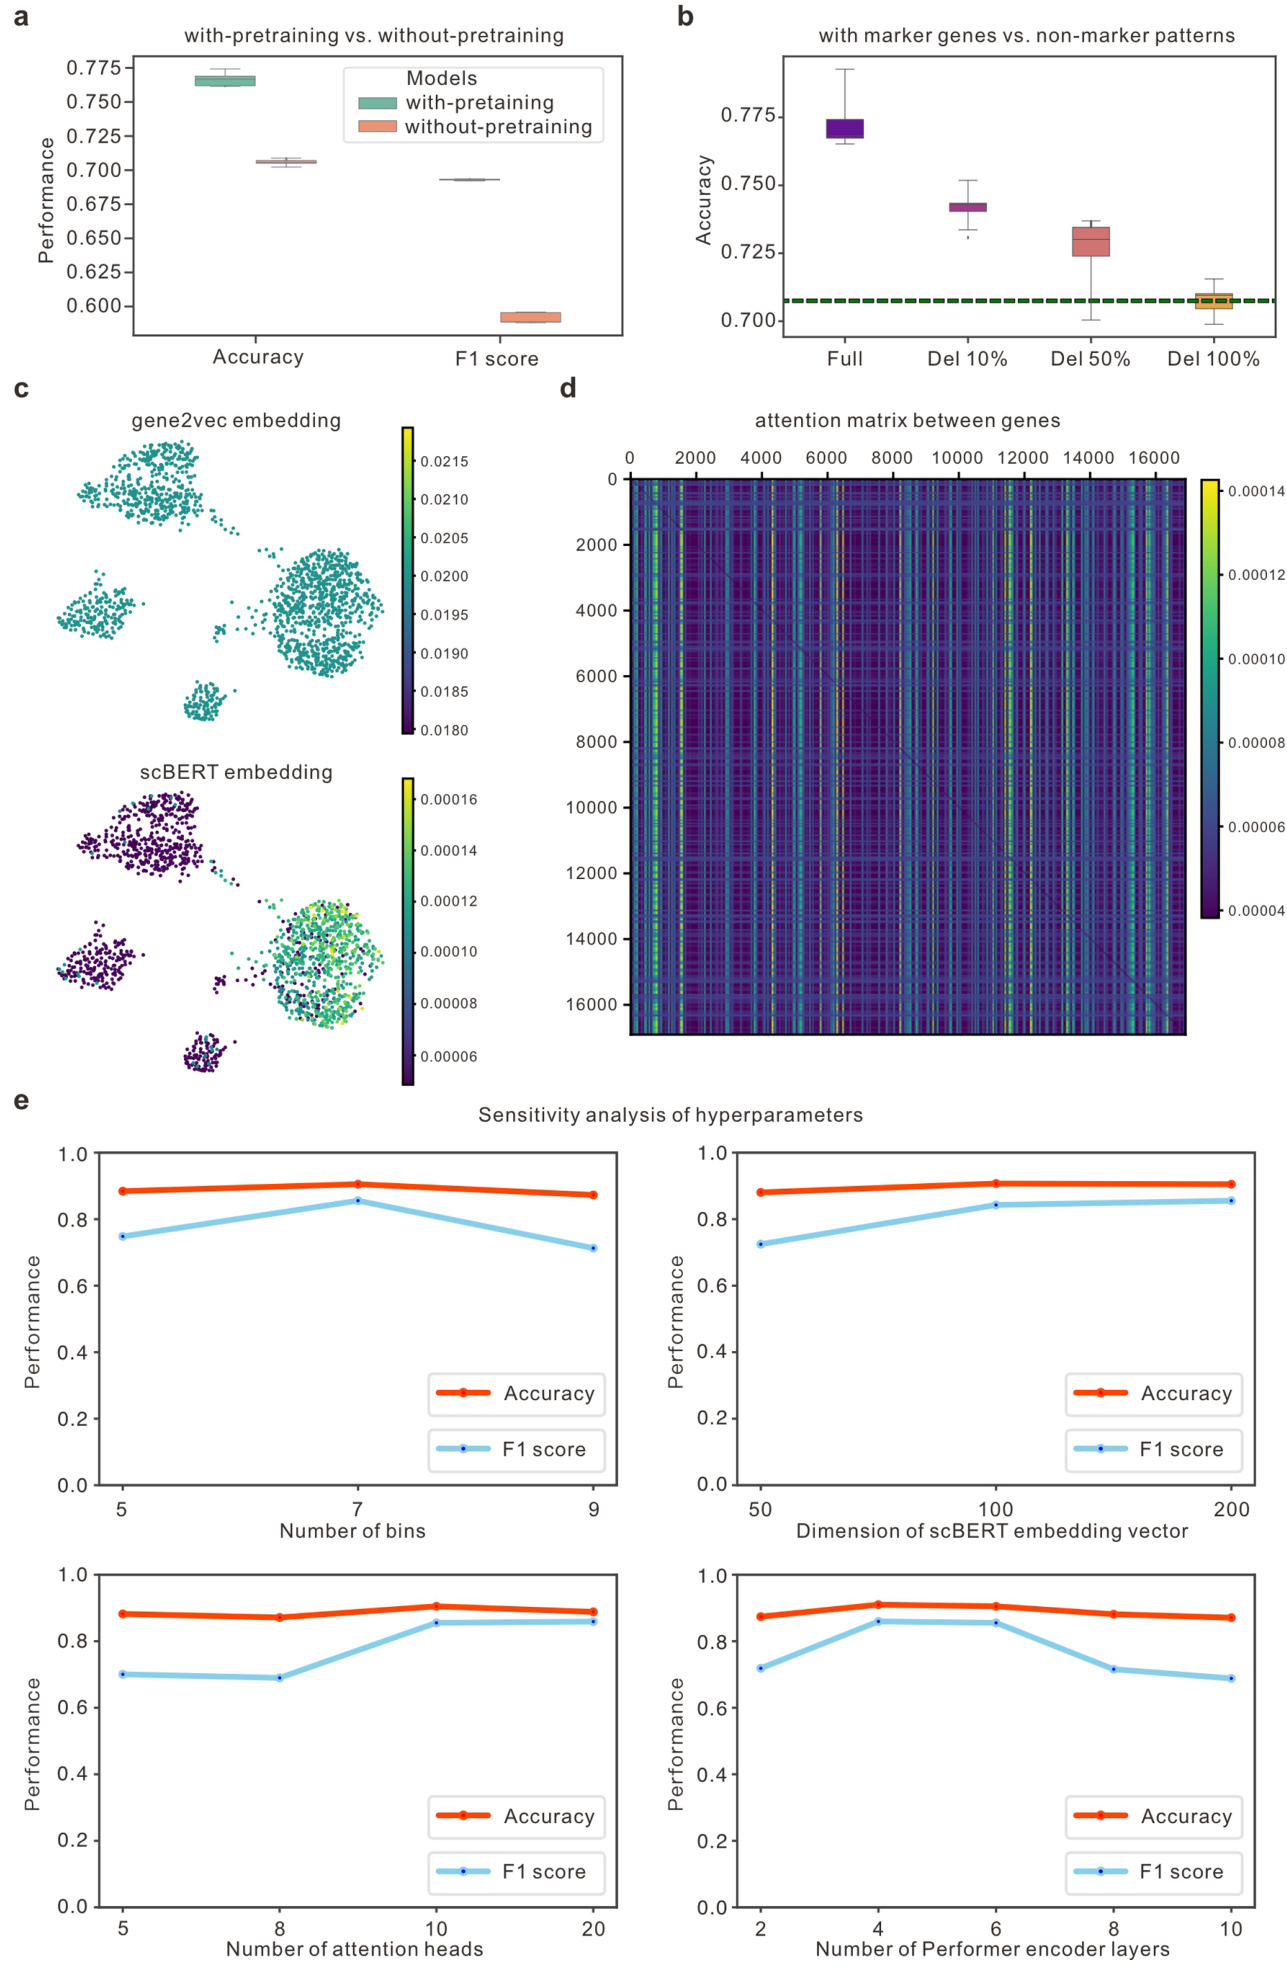 a
with-pretraining vs. without-pretraining
Performance
0.775
0.750
0.725
0.700
0.675
0.650
0.625
0.600
Models
with-pretaining
without-pretraining
Accuracy
F1 score
b
with marker genes vs. non-marker patterns
Accuracy
0.775
0.750
0.725
0.700
Full
Del 10%
Del 50%
Del 100%
c
gene2vec embedding
0.0215
0.0210
0.0205
0.0200
0.0195
0.0190
0.0185
0.0180
scBERT embedding
0.00016
0.00014
0.00012
0.00010
0.00008
0.00006
d
attention matrix between genes
0 2000 4000 6000 8000 10000 12000 14000 16000
0
2000
4000
6000
8000
10000
12000
14000
16000
0.00014
0.00012
0.00010
0.00008
0.00006
0.00004
e
Sensitivity analysis of hyperparameters
Performance
1.0
0.8
0.6
0.4
0.2
0.0
Accuracy
F1 score
5 7 9
Number of bins
Performance
1.0
0.8
0.6
0.4
0.2
0.0
Accuracy
F1 score
50 100 200
Dimension of scBERT embedding vector
Performance
1.0
0.8
0.6
0.4
0.2
0.0
Accuracy
F1 score
5 8 10 20
Number of attention heads
Performance
1.0
0.8
0.6
0.4
0.2
0.0
Accuracy
F1 score
2 4 6 8 10
Number of Performer encoder layers